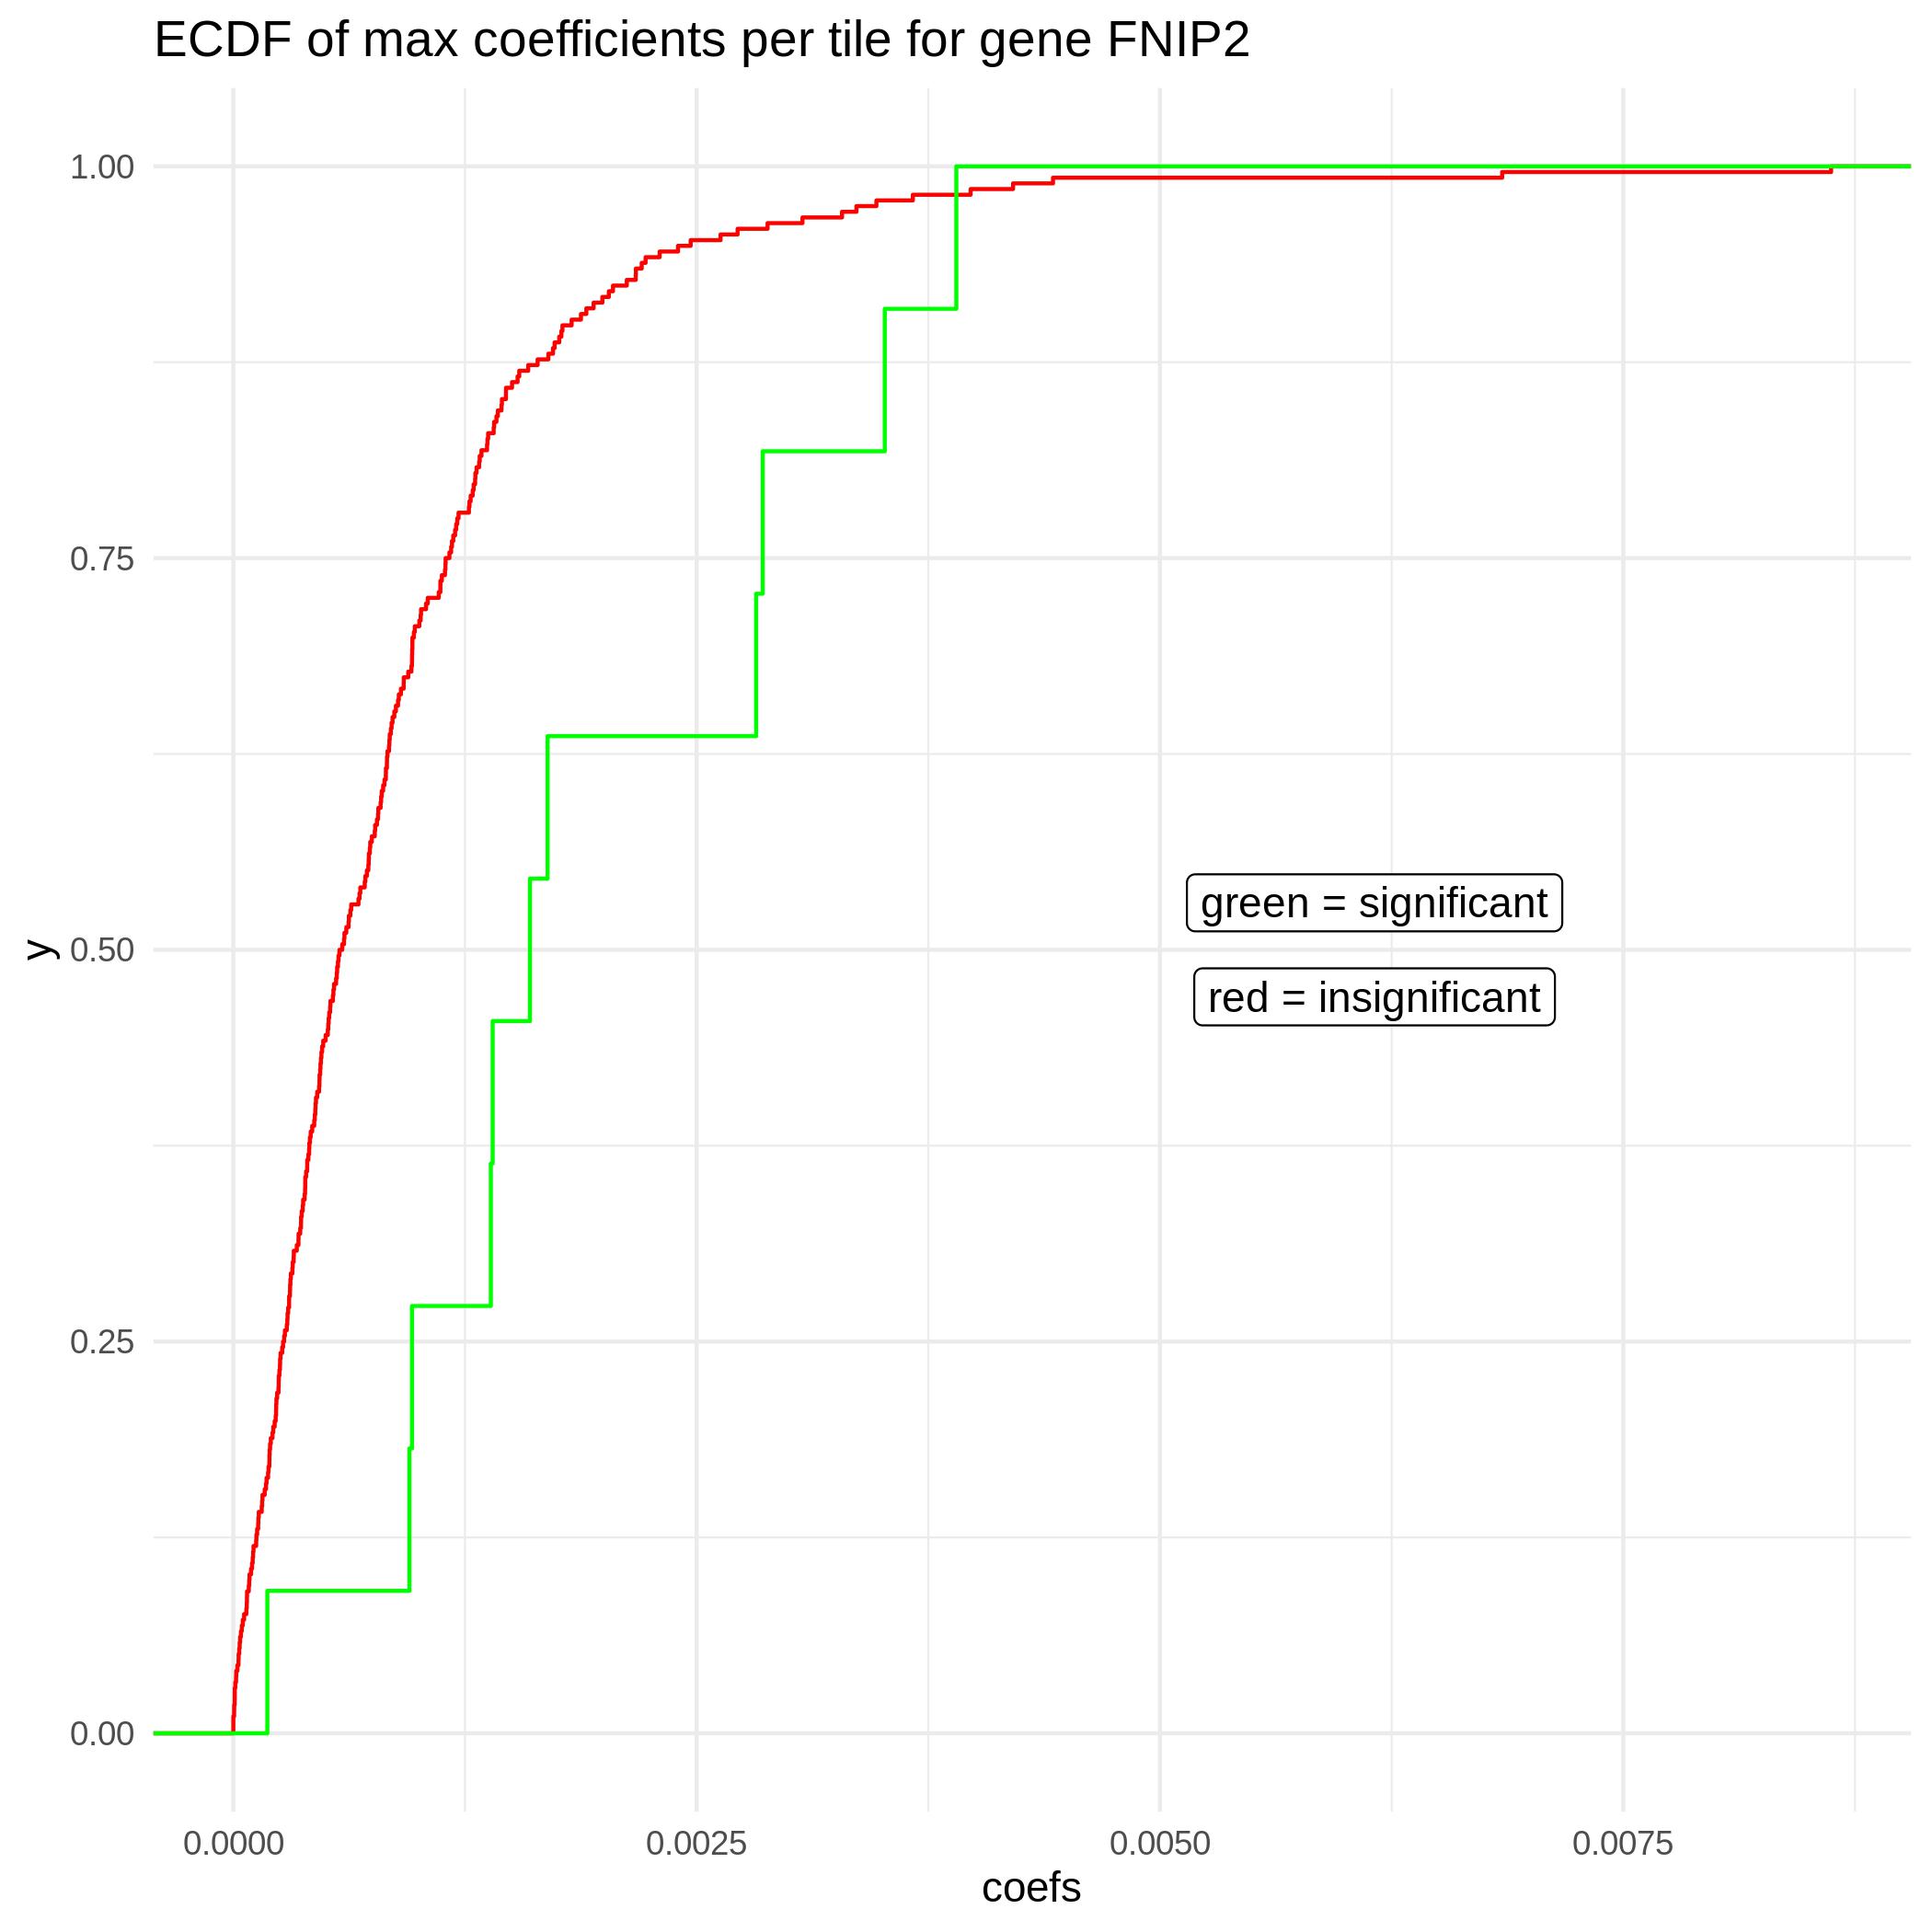 ECDF of max coefficients per tile for gene FNIP2
1.00
0.75
0.50
0.25
0.00
y
green = significant
red = insignificant
0.0000
0.0025
0.0050
0.0075
coefs